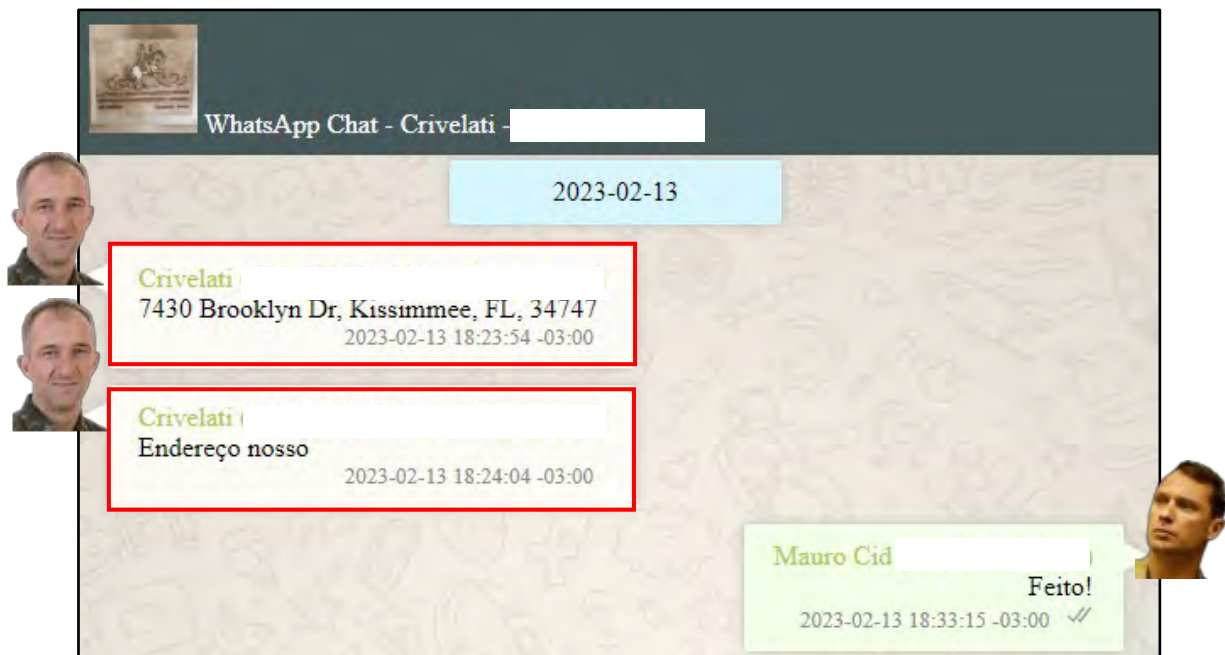 WhatsApp Chat - Crivelati -
2023-02-13
Crivelati (
7430 Brooklyn Dr, Kissimmee, FL, 34747
2023-02-13 18:23:54 -03:00
Crivelati (
Endereço nosso
2023-02-13 18:24:04 -03:00
Mauro Cid )
Feito!
2023-02-13 18:33:15 -03:00